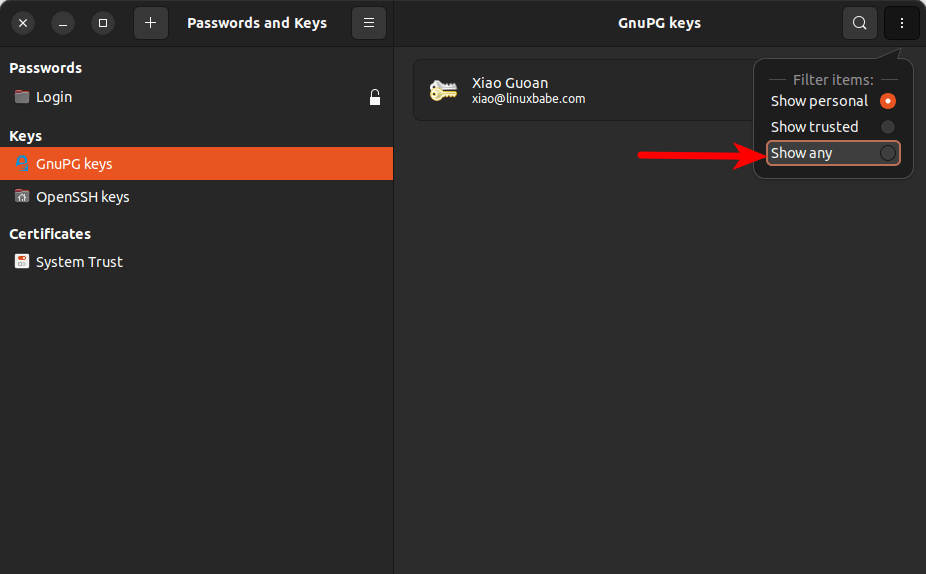 Passwords and Keys
GnuPG keys
Passwords
Login
Keys
GnuPG keys
OpenSSH keys
Certificates
System Trust
Xiao Guoan
xiao@linuxbabe.com
Filter items:
Show personal
Show trusted
Show any